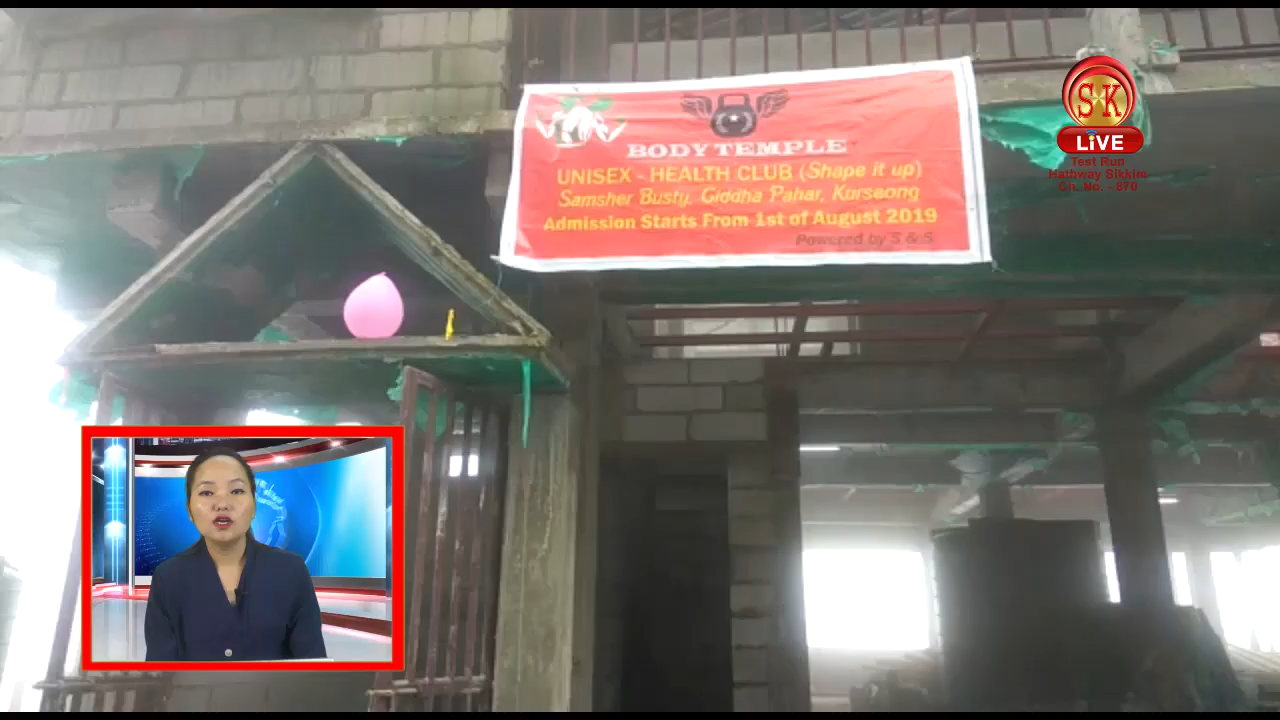 BODY TEMPLE
UNISEX - HEALTH CLUB (Shape it up)
Samsher Busty, Giddha Pahar, Kurseong
Admission Starts From 1st of August 2019
Powered by S & S
SK
LiVE
Test Run
Hathway Sikkim
Ch. No. - 870